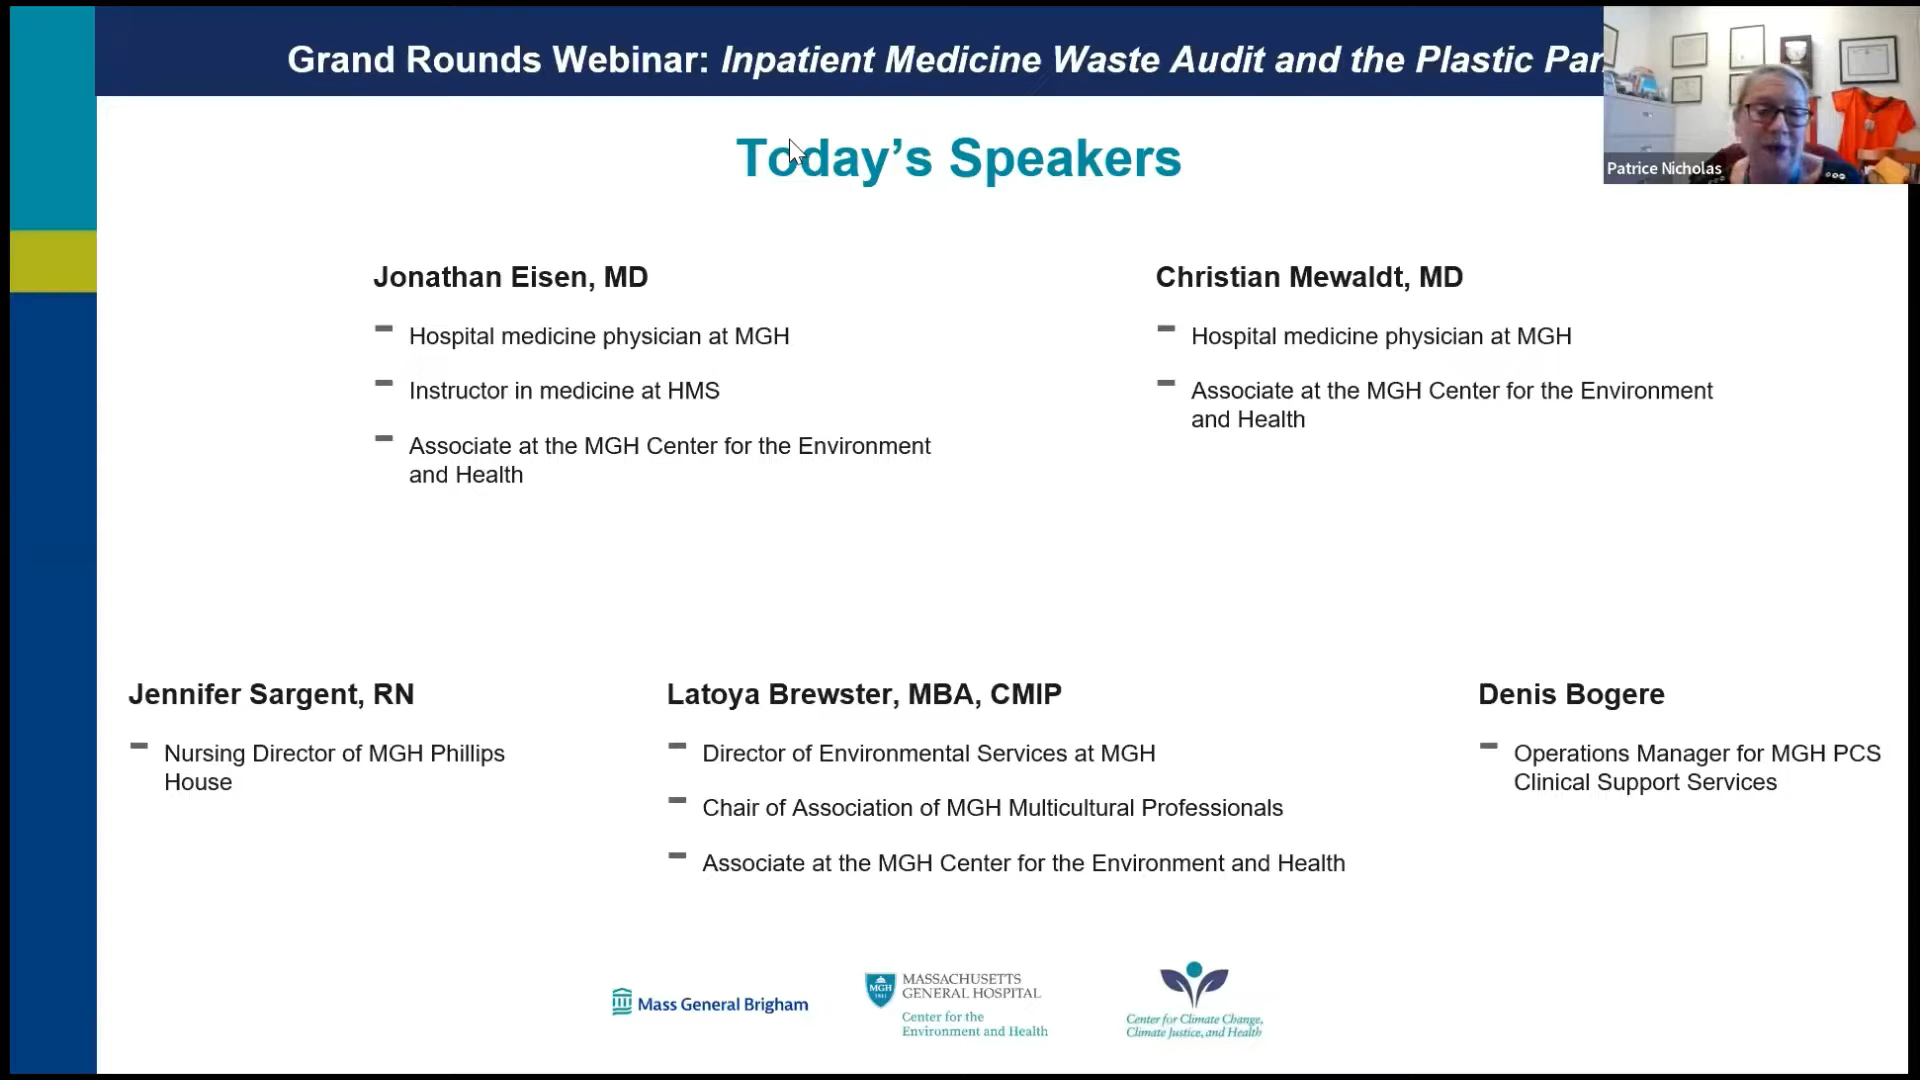 Grand Rounds Webinar: Inpatient Medicine Waste Audit and the Plastic Pan
Patrice Nicholas
Today’s Speakers
Jonathan Eisen, MD
Hospital medicine physician at MGH
Instructor in medicine at HMS
Associate at the MGH Center for the Environment
and Health
Christian Mewaldt, MD
Hospital medicine physician at MGH
Associate at the MGH Center for the Environment
and Health
Jennifer Sargent, RN
Nursing Director of MGH Phillips
House
Latoya Brewster, MBA, CMIP
Director of Environmental Services at MGH
Chair of Association of MGH Multicultural Professionals
Associate at the MGH Center for the Environment and Health
Denis Bogere
Operations Manager for MGH PCS
Clinical Support Services
Mass General Brigham
MGH
1811
MASSACHUSETTS
GENERAL HOSPITAL
Center for the
Environment and Health
Center for Climate Change,
Climate Justice, and Health